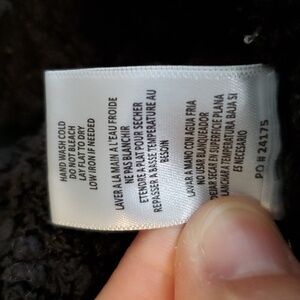 HAND WASH COLD
DO NOT BLEACH
LAY FLAT TO DRY
LOW IRON IF NEEDED
LAVER A LA MAIN A L'EAU FROIDE
NE PAS BLANCHIR
ETENDRE A PLAT POUR SECHER
REPASSER A BASSE TEMPERATURE AU
BESOIN
LAVAR A MANO CON AGUA FRIA
NO USAR BLANQUEADOR
DEJAR SECAR EN SUPERFICIE PLANA
PLANCHAR TEMPERATURA BAJA SI
ES NECESSAIO
PO # 24175